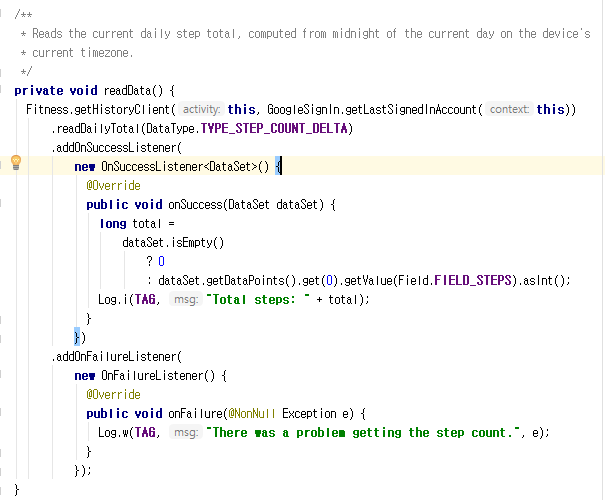 /**
 * Reads the current daily step total, computed from midnight of the current day on the device's
 * current timezone.
 */
private void readData() {
  Fitness.getHistoryClient( activity: this, GoogleSignIn.getLastSignedInAccount( context: this))
      .readDailyTotal(DataType.TYPE_STEP_COUNT_DELTA)
      .addOnSuccessListener(
          new OnSuccessListener<DataSet>() {
            @Override
            public void onSuccess(DataSet dataSet) {
              long total =
                  dataSet.isEmpty()
                      ? 0
                      : dataSet.getDataPoints().get(0).getValue(Field.FIELD_STEPS).asInt();
              Log.i(TAG, msg: "Total steps: " + total);
            }
          })
      .addOnFailureListener(
          new OnFailureListener() {
            @Override
            public void onFailure(@NonNull Exception e) {
              Log.w(TAG, msg: "There was a problem getting the step count.", e);
            }
          });
}